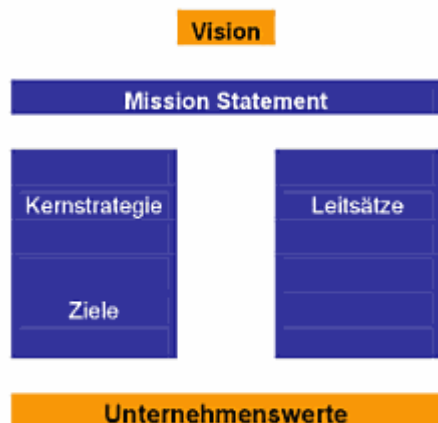 Vision
Mission Statement
Kernstrategie
Leitsätze
Ziele
Unternehmenswerte